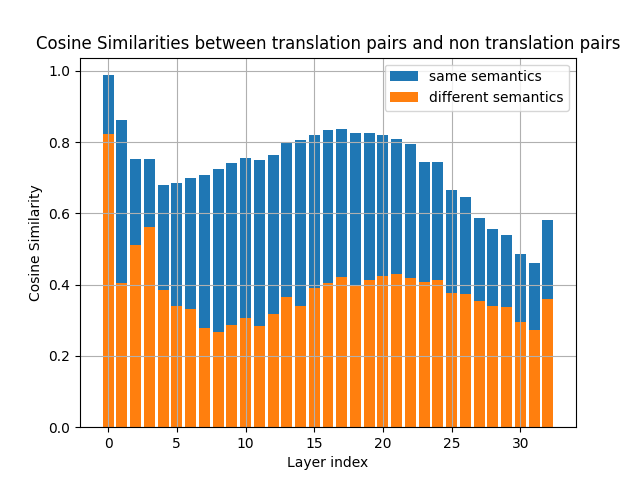 Cosine Similarities between translation pairs and non translation pairs
same semantics
different semantics
Cosine Similarity
1.0
0.8
0.6
0.4
0.2
0.0
0 5 10 15 20 25 30
Layer index